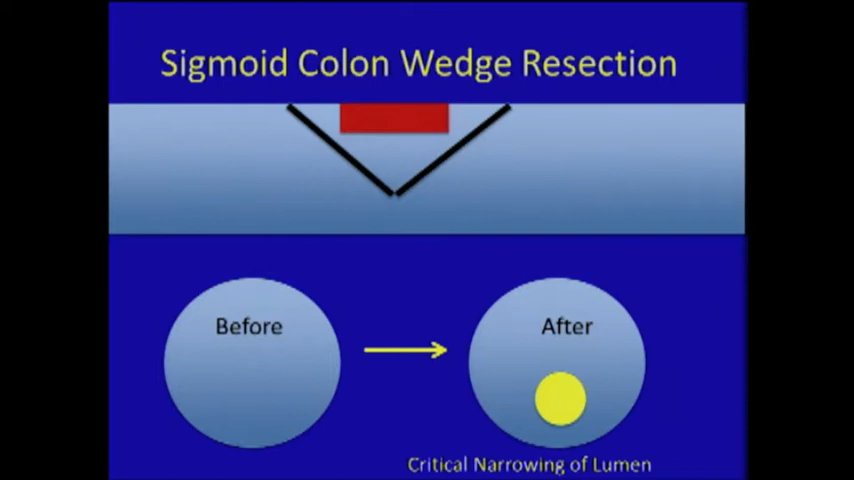 Sigmoid Colon Wedge Resection
Before
After
Critical Narrowing of Lumen